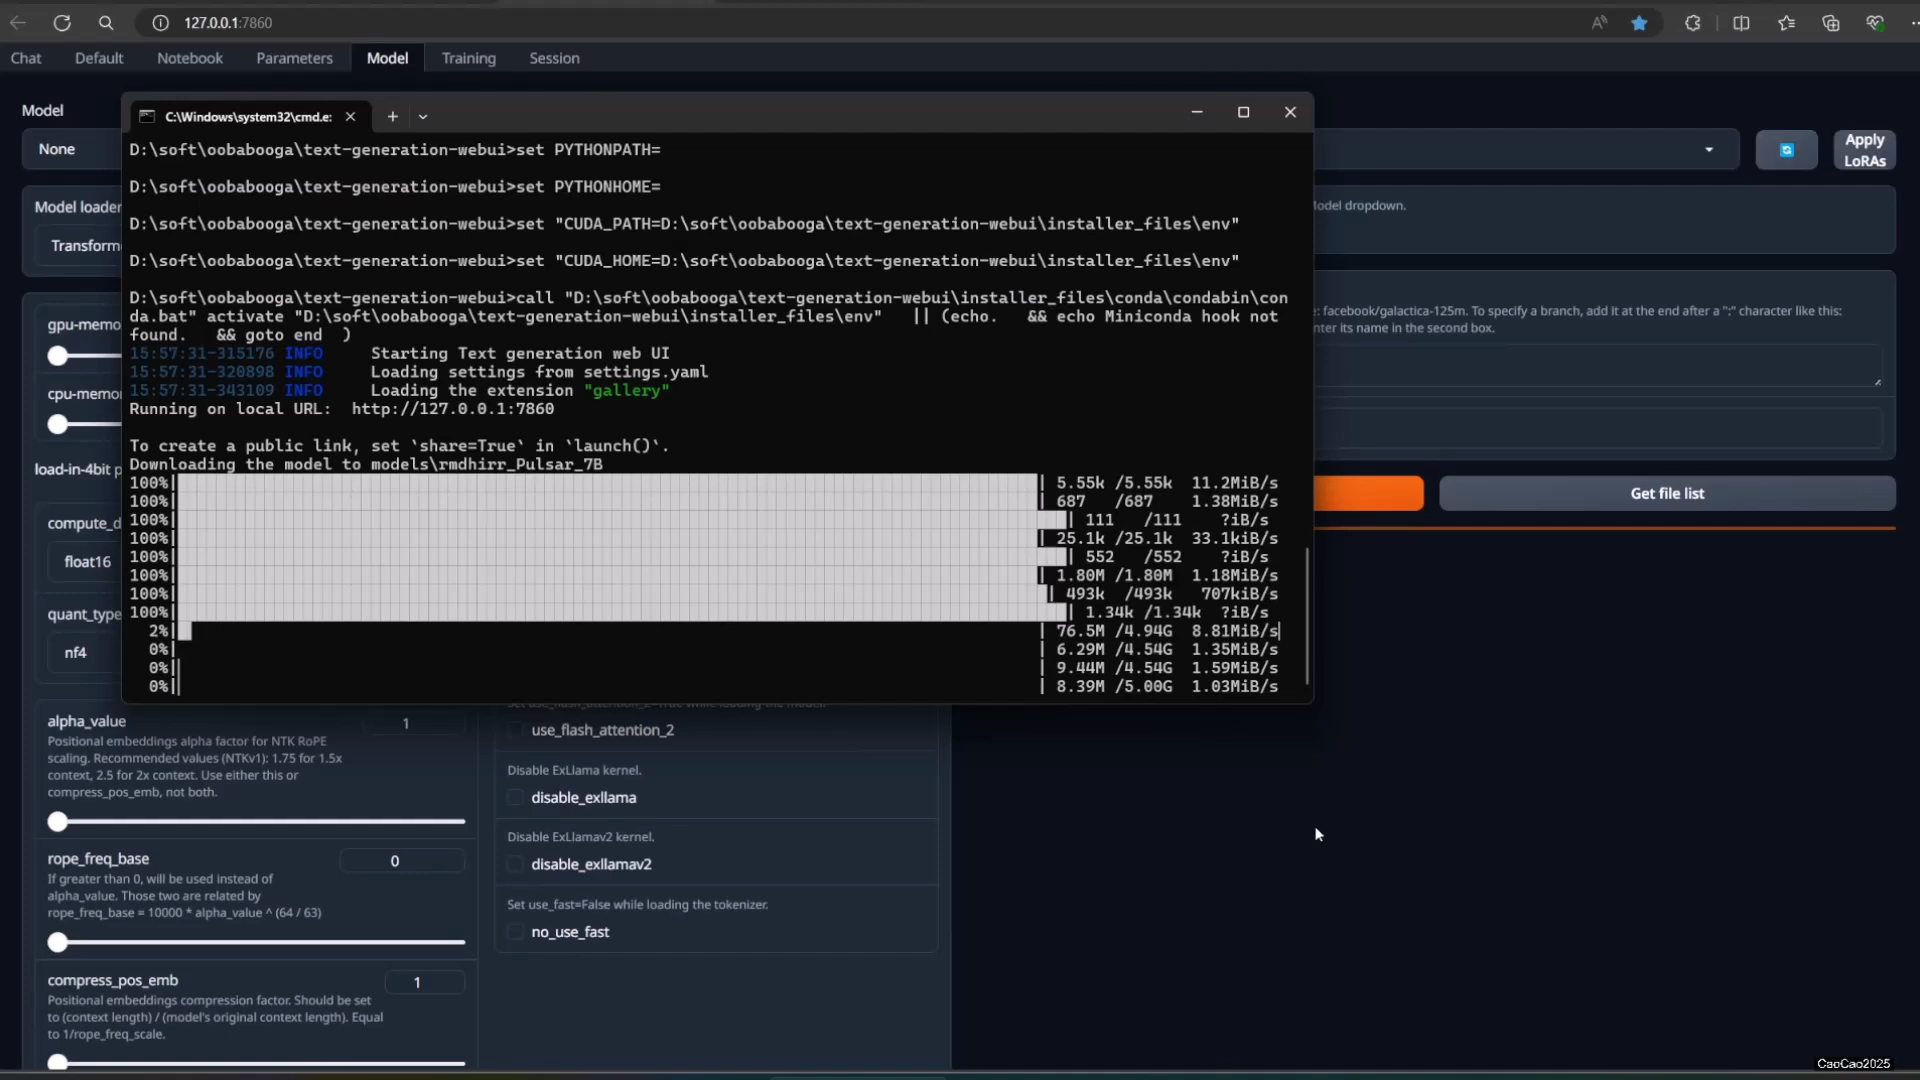 127.0.0.1:7860
Chat Default Notebook Parameters Model Training Session
Model
C:\Windows\system32\cmd.e:
None
Apply
LoRAs
D:\soft\oobabooga\text-generation-webui>set PYTHONPATH=
D:\soft\oobabooga\text-generation-webui>set PYTHONHOME=
D:\soft\oobabooga\text-generation-webui>set "CUDA_PATH=D:\soft\oobabooga\text-generation-webui\installer_files\env"
D:\soft\oobabooga\text-generation-webui>set "CUDA_HOME=D:\soft\oobabooga\text-generation-webui\installer_files\env"
D:\soft\oobabooga\text-generation-webui>call "D:\soft\oobabooga\text-generation-webui\installer_files\conda\condabin\con
da.bat" activate "D:\soft\oobabooga\text-generation-webui\installer_files\env" || (echo. && echo Miniconda hook not
found. && goto end )
15:57:31-315176 INFO Starting Text generation web UI
15:57:31-320898 INFO Loading settings from settings.yaml
15:57:31-343109 INFO Loading the extension "gallery"
Running on local URL: http://127.0.0.1:7860
To create a public link, set `share=True` in `launch()`.
Downloading the model to models\rmdhirr_Pulsar_7B
100%| | 5.55k /5.55k 11.2MiB/s
100%| | 687 /687 1.38MiB/s
100%| | 111 /111 ?iB/s
100%| | 25.1k /25.1k 33.1kiB/s
100%| | 552 /552 ?iB/s
100%| | 1.80M /1.80M 1.18MiB/s
100%| | 493k /493k 707kiB/s
100%| | 1.34k /1.34k ?iB/s
2%| | 76.5M /4.94G 8.81MiB/s
0%| | 6.29M /4.54G 1.35MiB/s
0%| | 9.44M /4.54G 1.59MiB/s
0%| | 8.39M /5.00G 1.03MiB/s
Model loader
Transform
gpu-memo
cpu-memor
load-in-4bit p
compute_d
float16
quant_type
nf4
Model dropdown.
: facebook/galactica-125m. To specify a branch, add it at the end after a ":" character like this:
nter its name in the second box.
Get file list
alpha_value 1
Positional embeddings alpha factor for NTK RoPE
scaling. Recommended values (NTKv1): 1.75 for 1.5x
context, 2.5 for 2x context. Use either this or
compress_pos_emb, not both.
rope_freq_base 0
If greater than 0, will be used instead of
alpha_value. Those two are related by
rope_freq_base = 10000 * alpha_value ^ (64 / 63)
compress_pos_emb 1
Positional embeddings compression factor. Should be set
to (context length) / (model's original context length). Equal
to 1/rope_freq_scale.
Set use_flash_attention_2=True while loading the model.
use_flash_attention_2
Disable ExLlama kernel.
disable_exllama
Disable ExLlamav2 kernel.
disable_exllamav2
Set use_fast=False while loading the tokenizer.
no_use_fast
CaoCao2025